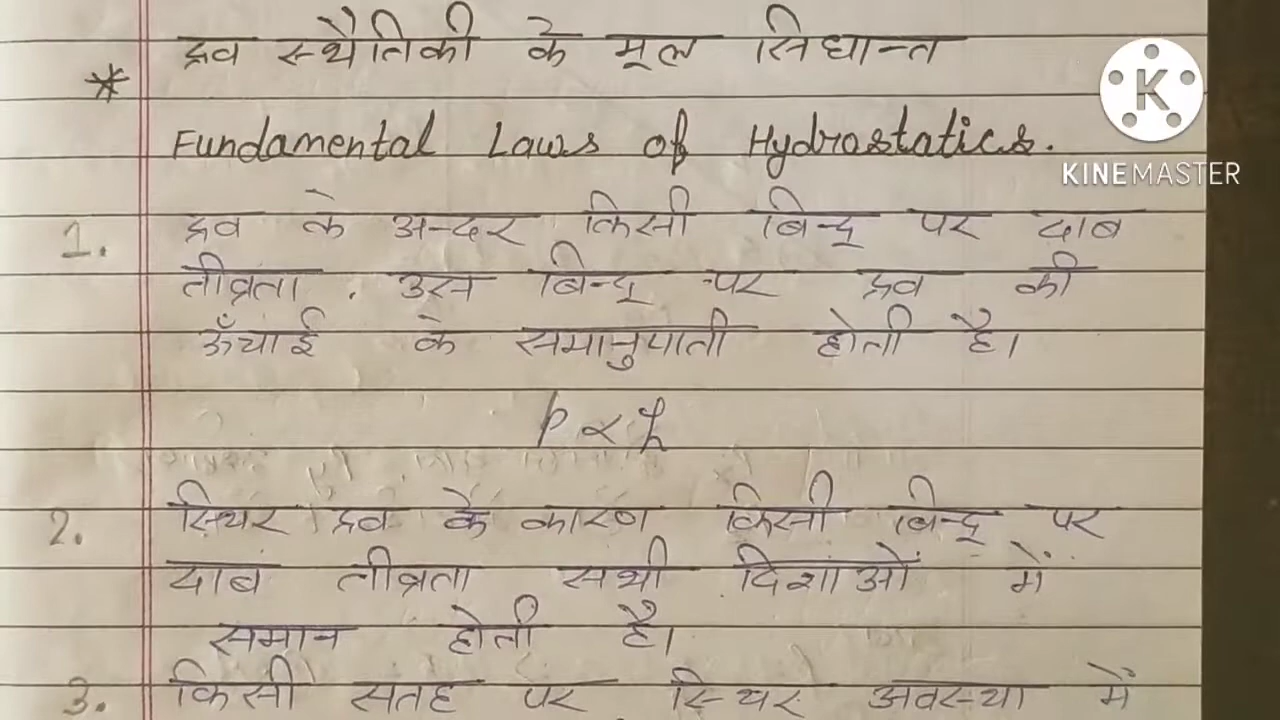 द्रव स्थैतिकी के मूल सिधान्त
*
Fundamental Laws of Hydrostatics.
K
KINEMASTER
1. द्रव के अन्दर किसी बिन्दू पर दाब
तीव्रता . उस बिन्दू पर द्रव की
ऊँचाई के समानुपाती होती है।
p ∝ h
2. स्थिर द्रव के कारण किसी बिन्दू पर
दाब तीव्रता सभी दिशाओं में
समान होती है।
3. किसी सतह पर स्थिर अवस्था में